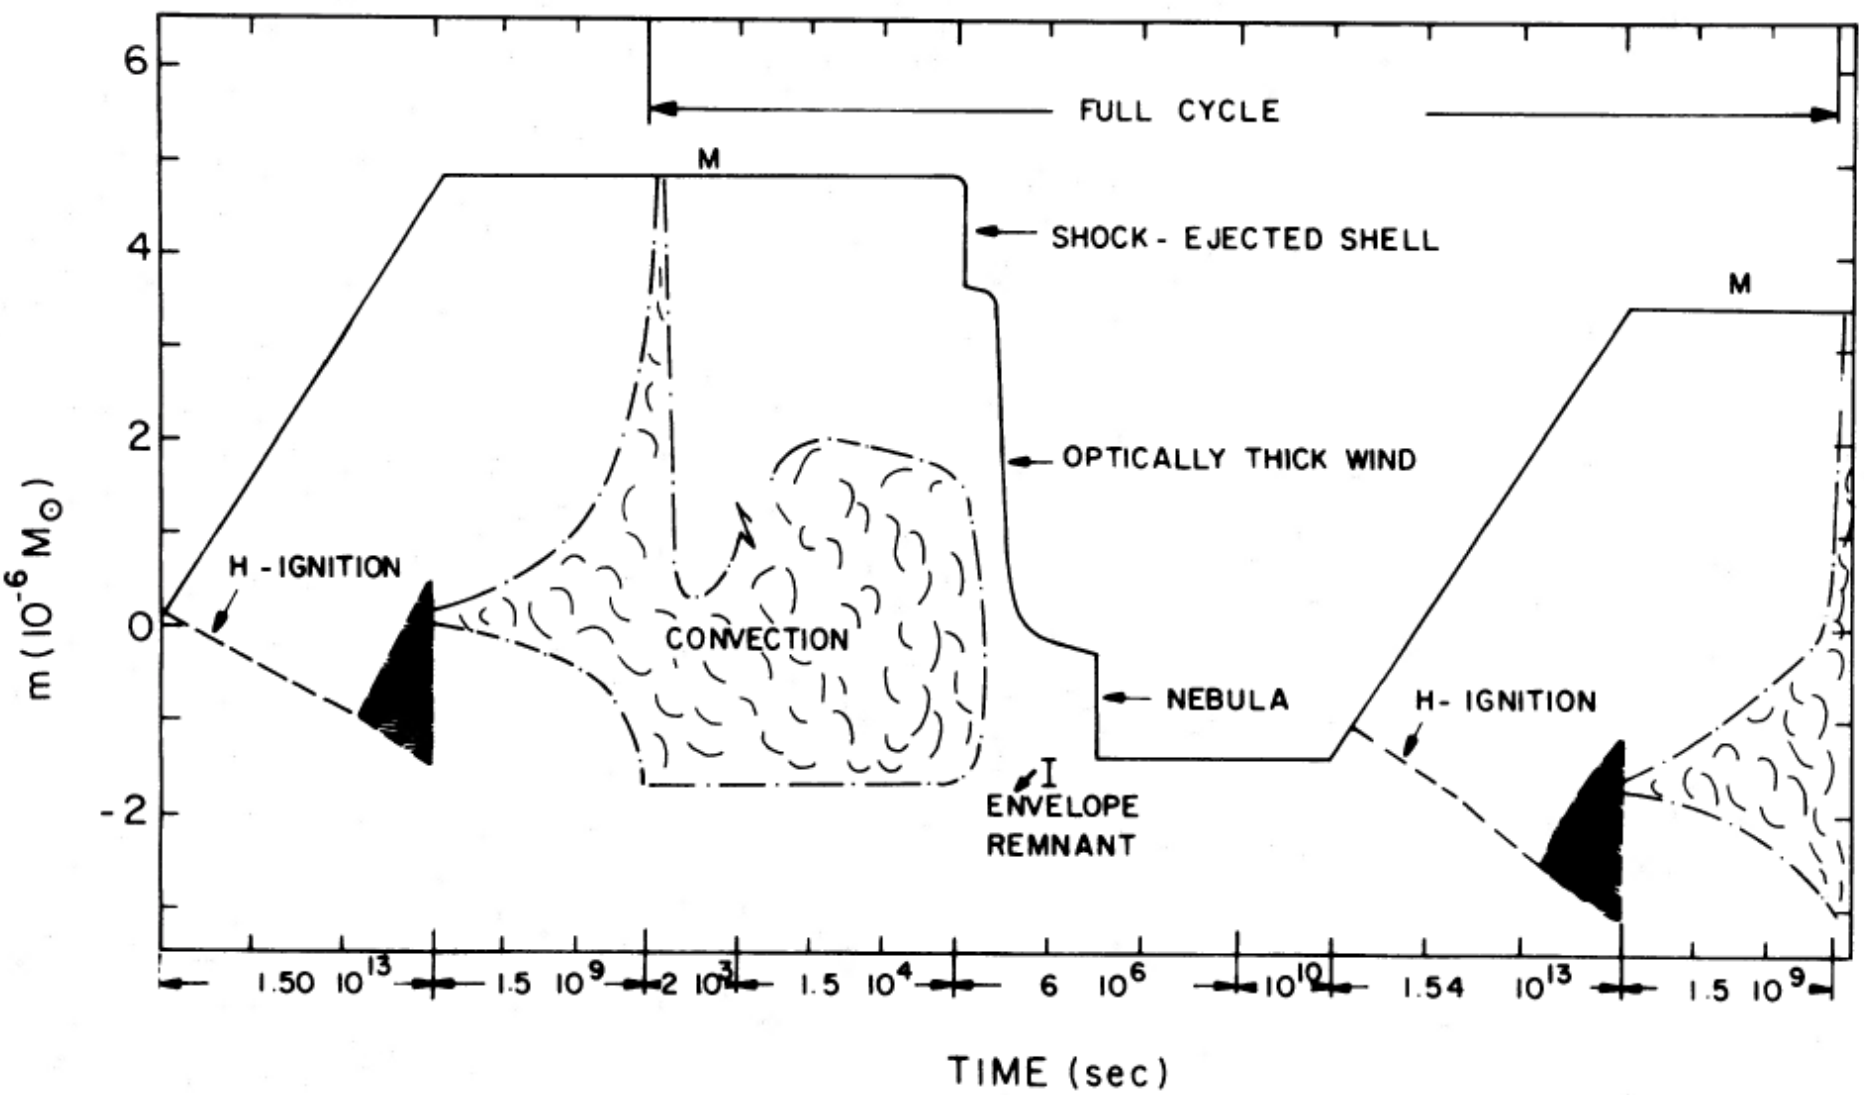 6
4
2
0
-2
m (10⁻⁶ M⊙)
FULL CYCLE
M
SHOCK - EJECTED SHELL
M
OPTICALLY THICK WIND
H - IGNITION
CONVECTION
NEBULA
H - IGNITION
I
ENVELOPE
REMNANT
1.50 10¹³
1.5 10⁹
2 10³
1.5 10⁴
6 10⁶
10¹⁰
1.54 10¹³
1.5 10⁹
TIME (sec)